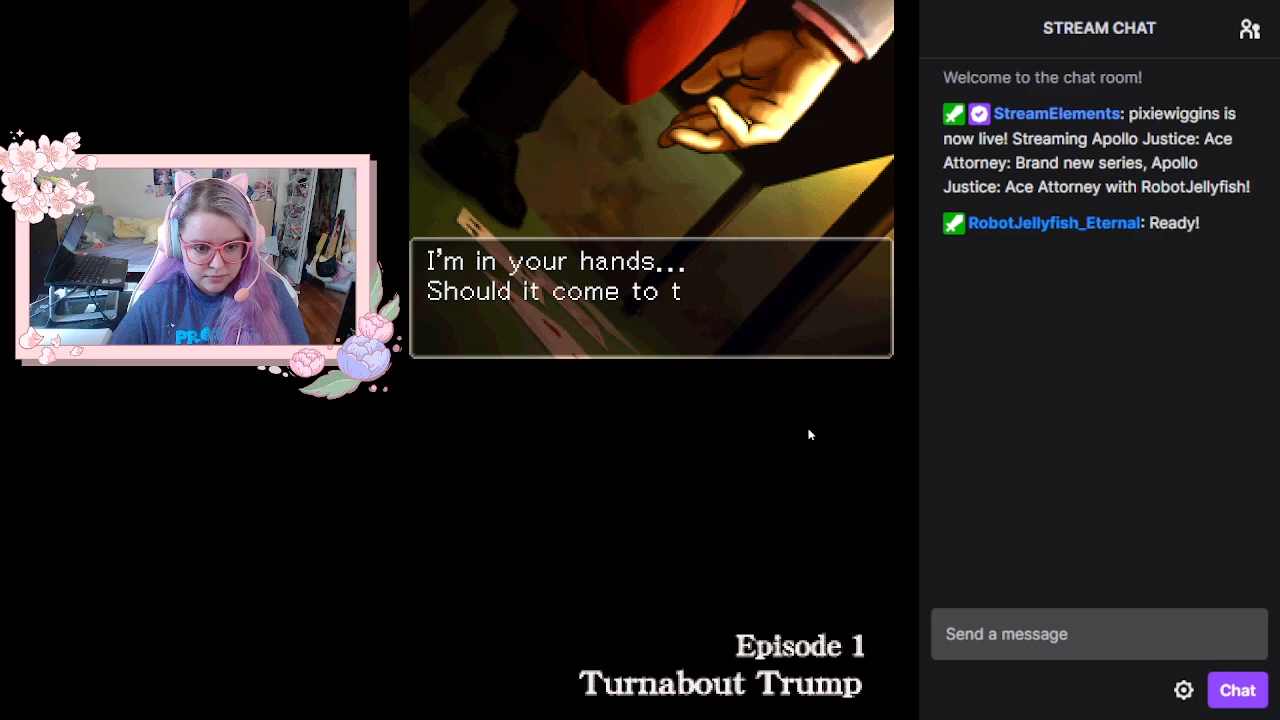 I'm in your hands...
Should it come to t
PRO
Episode 1
Turnabout Trump
STREAM CHAT
Welcome to the chat room!
StreamElements: pixiewiggins is
now live! Streaming Apollo Justice: Ace
Attorney: Brand new series, Apollo
Justice: Ace Attorney with RobotJellyfish!
RobotJellyfish_Eternal: Ready!
Send a message
Chat